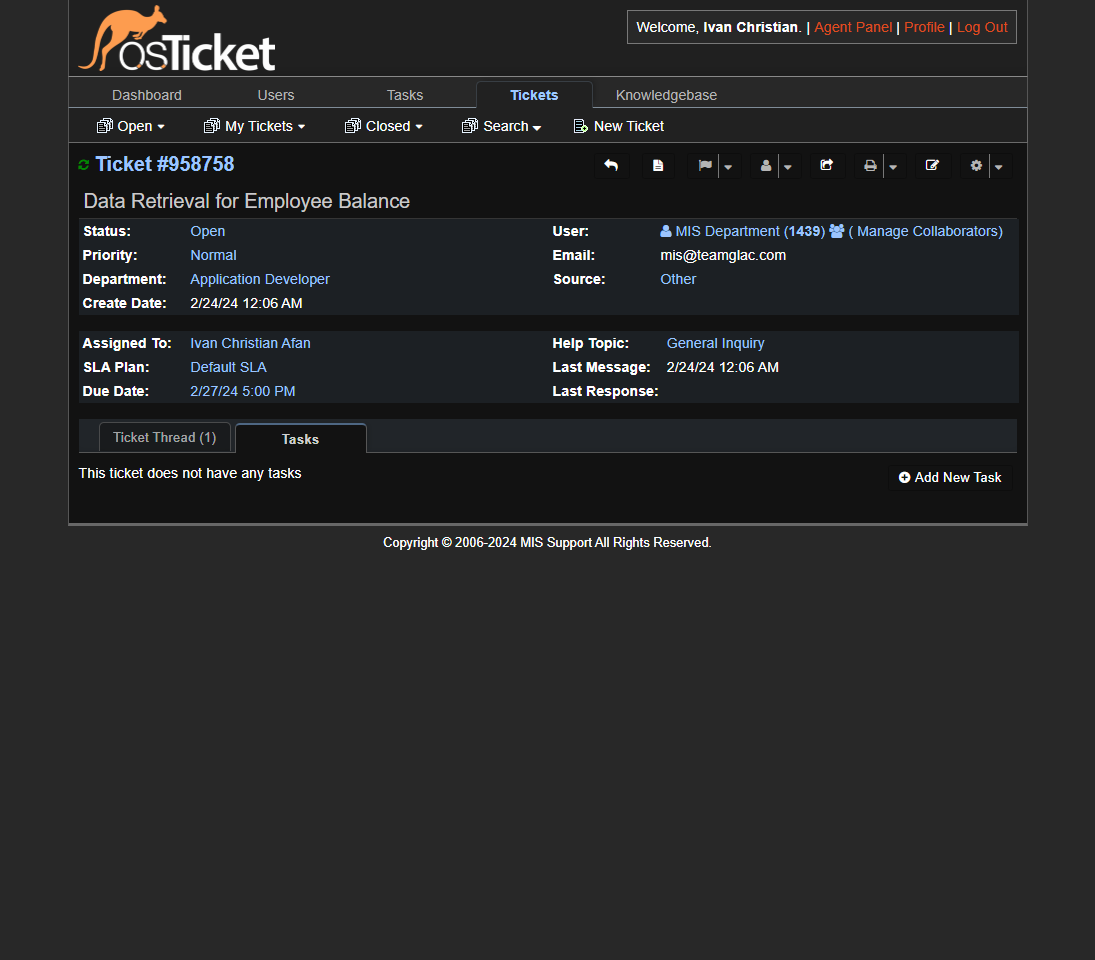 osTicket
Welcome, Ivan Christian. | Agent Panel | Profile | Log Out
Dashboard Users Tasks Tickets Knowledgebase
Open My Tickets Closed Search New Ticket
Ticket #958758
Data Retrieval for Employee Balance
Status: Open User: MIS Department (1439) ( Manage Collaborators)
Priority: Normal Email: mis@teamglac.com
Department: Application Developer Source: Other
Create Date: 2/24/24 12:06 AM
Assigned To: Ivan Christian Afan Help Topic: General Inquiry
SLA Plan: Default SLA Last Message: 2/24/24 12:06 AM
Due Date: 2/27/24 5:00 PM Last Response:
Ticket Thread (1) Tasks
This ticket does not have any tasks Add New Task
Copyright © 2006-2024 MIS Support All Rights Reserved.